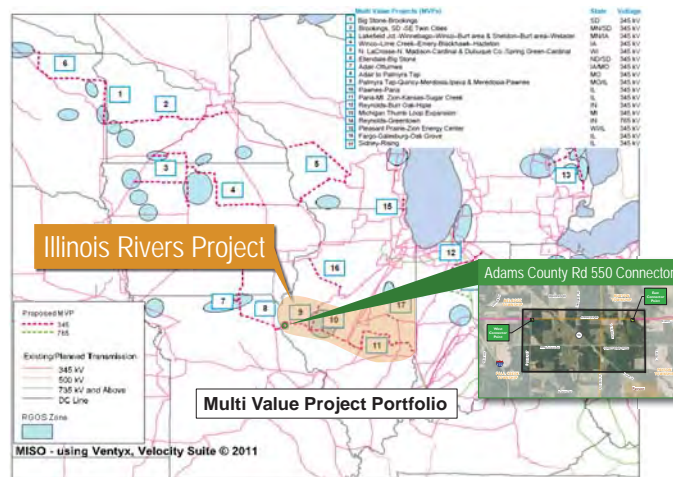 Multi Value Projects (MVPs) State Voltage
1 Big Stone-Brookings SD 345 kV
2 Brookings, SD -SE Twin Cities MN/SD 345 kV
3 Lakefield Jct.-Winnebago-Winco-Burt area & Sheldon-Burt area-Webster MN/IA 345 kV
4 Winco-Lime Creek-Emery-Blackhawk-Hazleton IA 345 kV
5 N. LaCrosse-N. Madison-Cardinal & Dubuque Co.-Spring Green-Cardinal WI 345 kV
6 Ellendale-Big Stone ND/SD 345 kV
7 Adair-Ottumwa IA/MO 345 kV
8 Adair to Palmyra Tap MO 345 kV
9 Palmyra Tap-Quincy-Merdosia-Ipava & Meredosia-Pawnee MO/IL 345 kV
10 Pawnee-Pana IL 345 kV
11 Pana-Mt. Zion-Kansas-Sugar Creek IL 345 kV
12 Reynolds-Burr Oak-Hiple IN 345 kV
13 Michigan Thumb Loop Expansion MI 345 kV
14 Reynolds-Greentown IN 765 kV
15 Pleasant Prairie-Zion Energy Center WI/IL 345 kV
16 Fargo-Galesburg-Oak Grove IL 345 kV
17 Sidney-Rising IL 345 kV
6
1
2
3
4
5
13
15
12
Illinois Rivers Project
16
Adams County Rd 550 Connector
7
8
9
10
17
11
Proposed MVP
345
765
Existing/Planned Transmission
345 kV
500 kV
735 kV and Above
DC Line
RGOS Zone
Multi Value Project Portfolio
MISO - using Ventyx, Velocity Suite © 2011